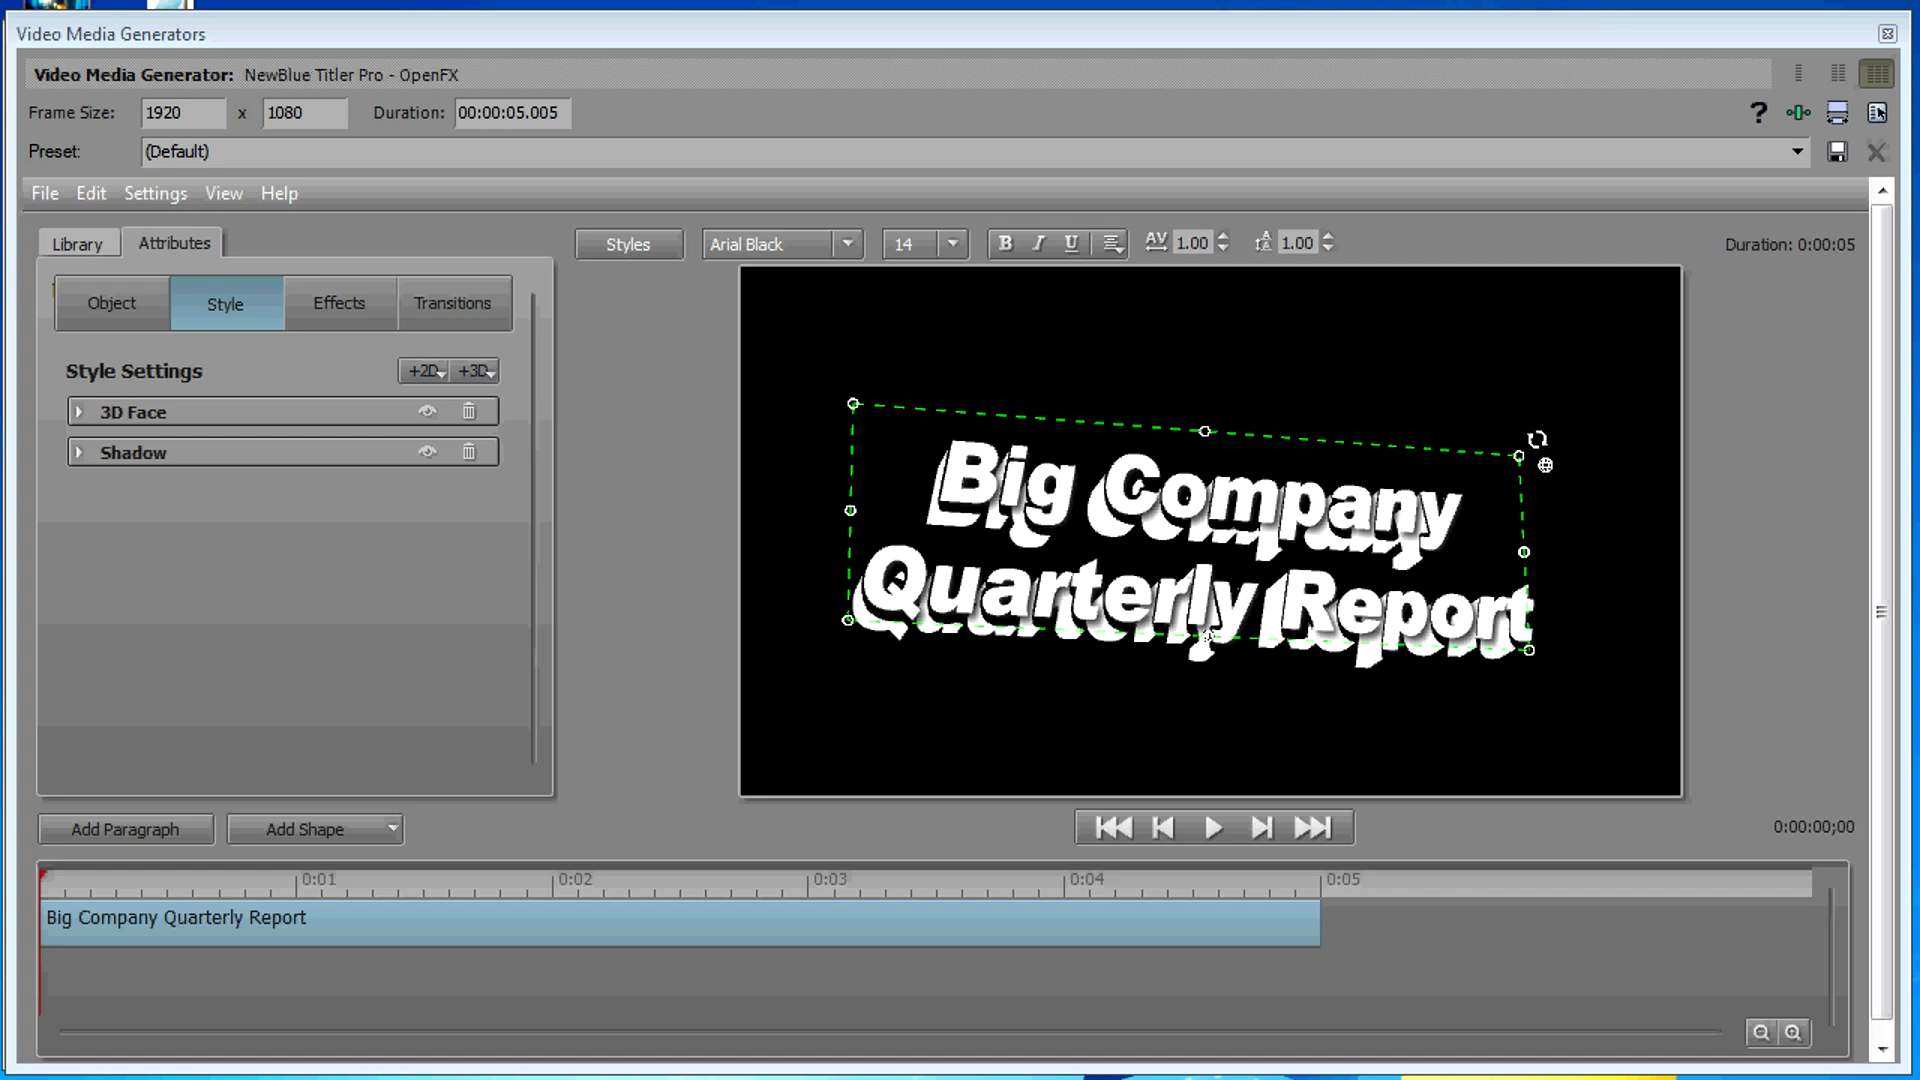 Video Media Generators
Video Media Generator: NewBlue Titler Pro - OpenFX
Frame Size: 1920 x 1080 Duration: 00:00:05.005
Preset: (Default)
File Edit Settings View Help
Library Attributes
Styles Arial Black 14 B I U AV 1.00 1.00 Duration: 0:00:05
Object Style Effects Transitions
Style Settings +2D +3D
3D Face
Shadow
Big Company
Quarterly Report
Add Paragraph Add Shape 0:00:00;00
0:01 0:02 0:03 0:04 0:05
Big Company Quarterly Report